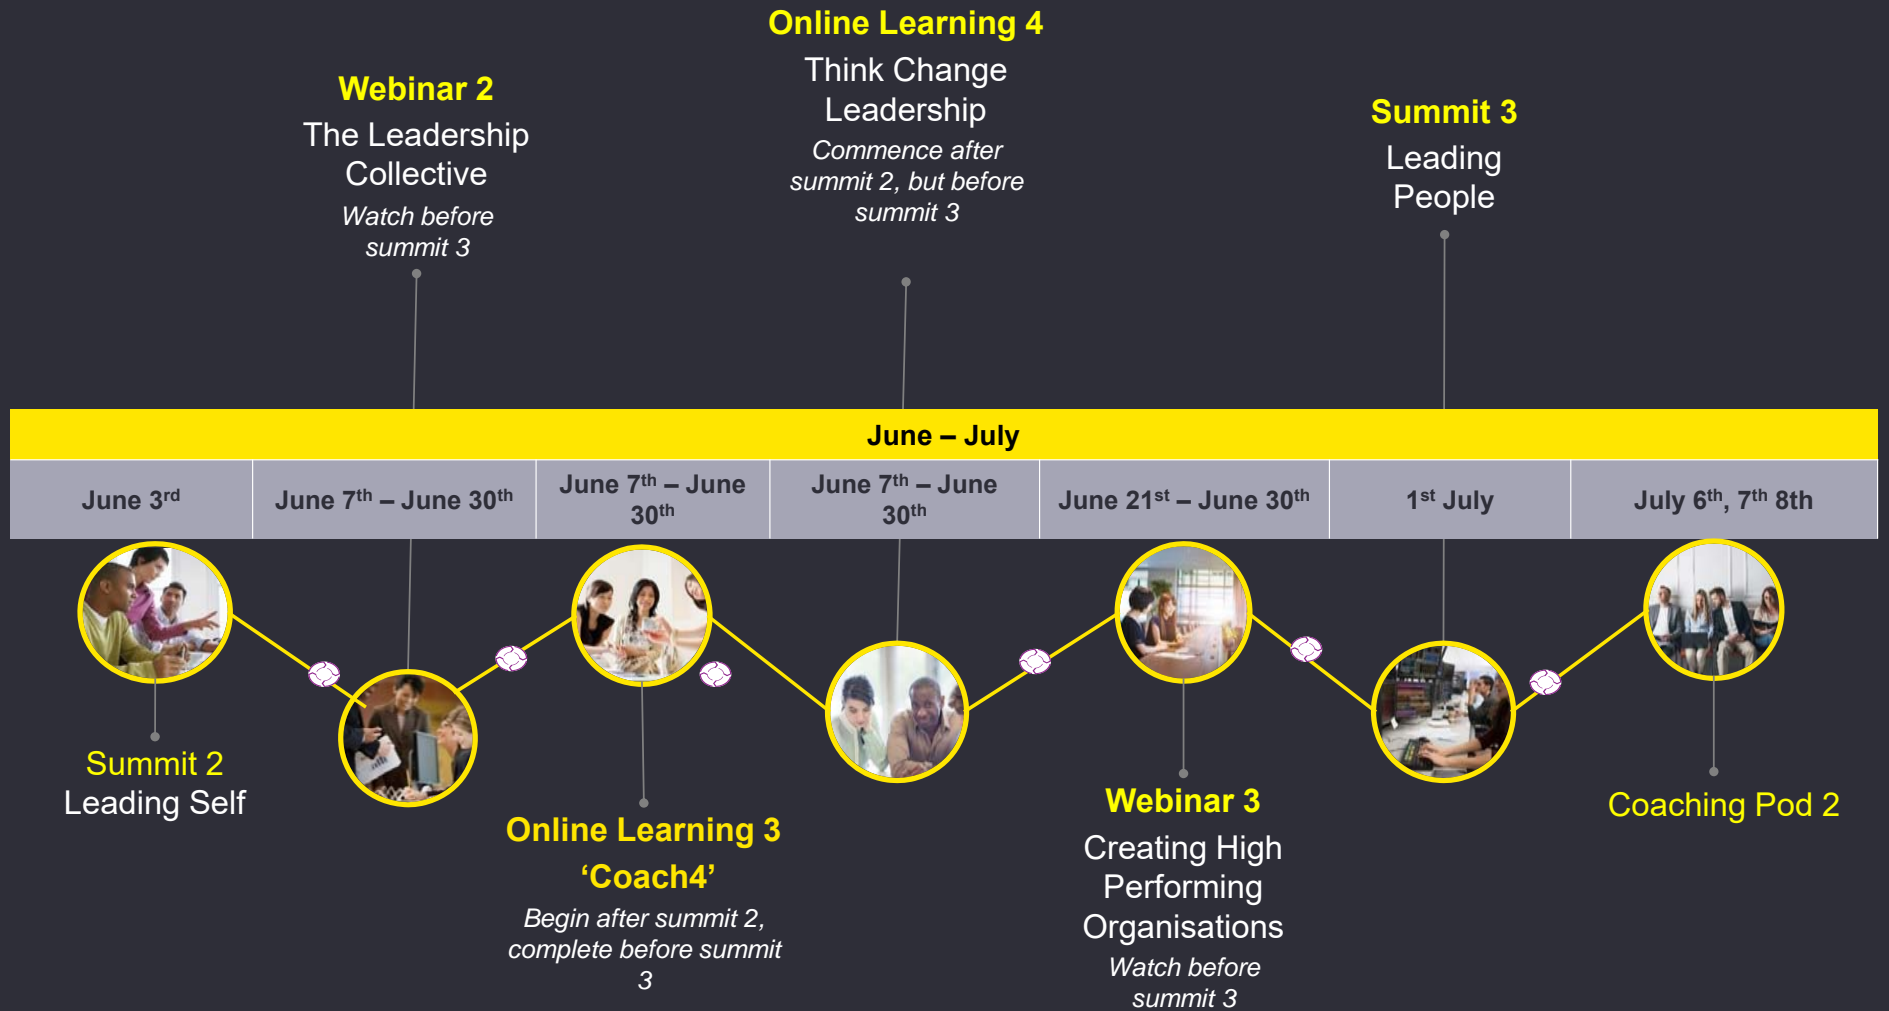 Online Learning 4
Think Change
Leadership
Commence after
summit 2, but before
summit 3
Webinar 2
The Leadership
Collective
Watch before
summit 3
Summit 3
Leading
People
June – July
June 3rd
June 7th – June 30th
June 7th – June
30th
June 7th – June
30th
June 21st – June 30th
1st July
July 6th, 7th 8th
Summit 2
Leading Self
Online Learning 3
‘Coach4’
Begin after summit 2,
complete before summit
3
Webinar 3
Creating High
Performing
Organisations
Watch before
summit 3
Coaching Pod 2